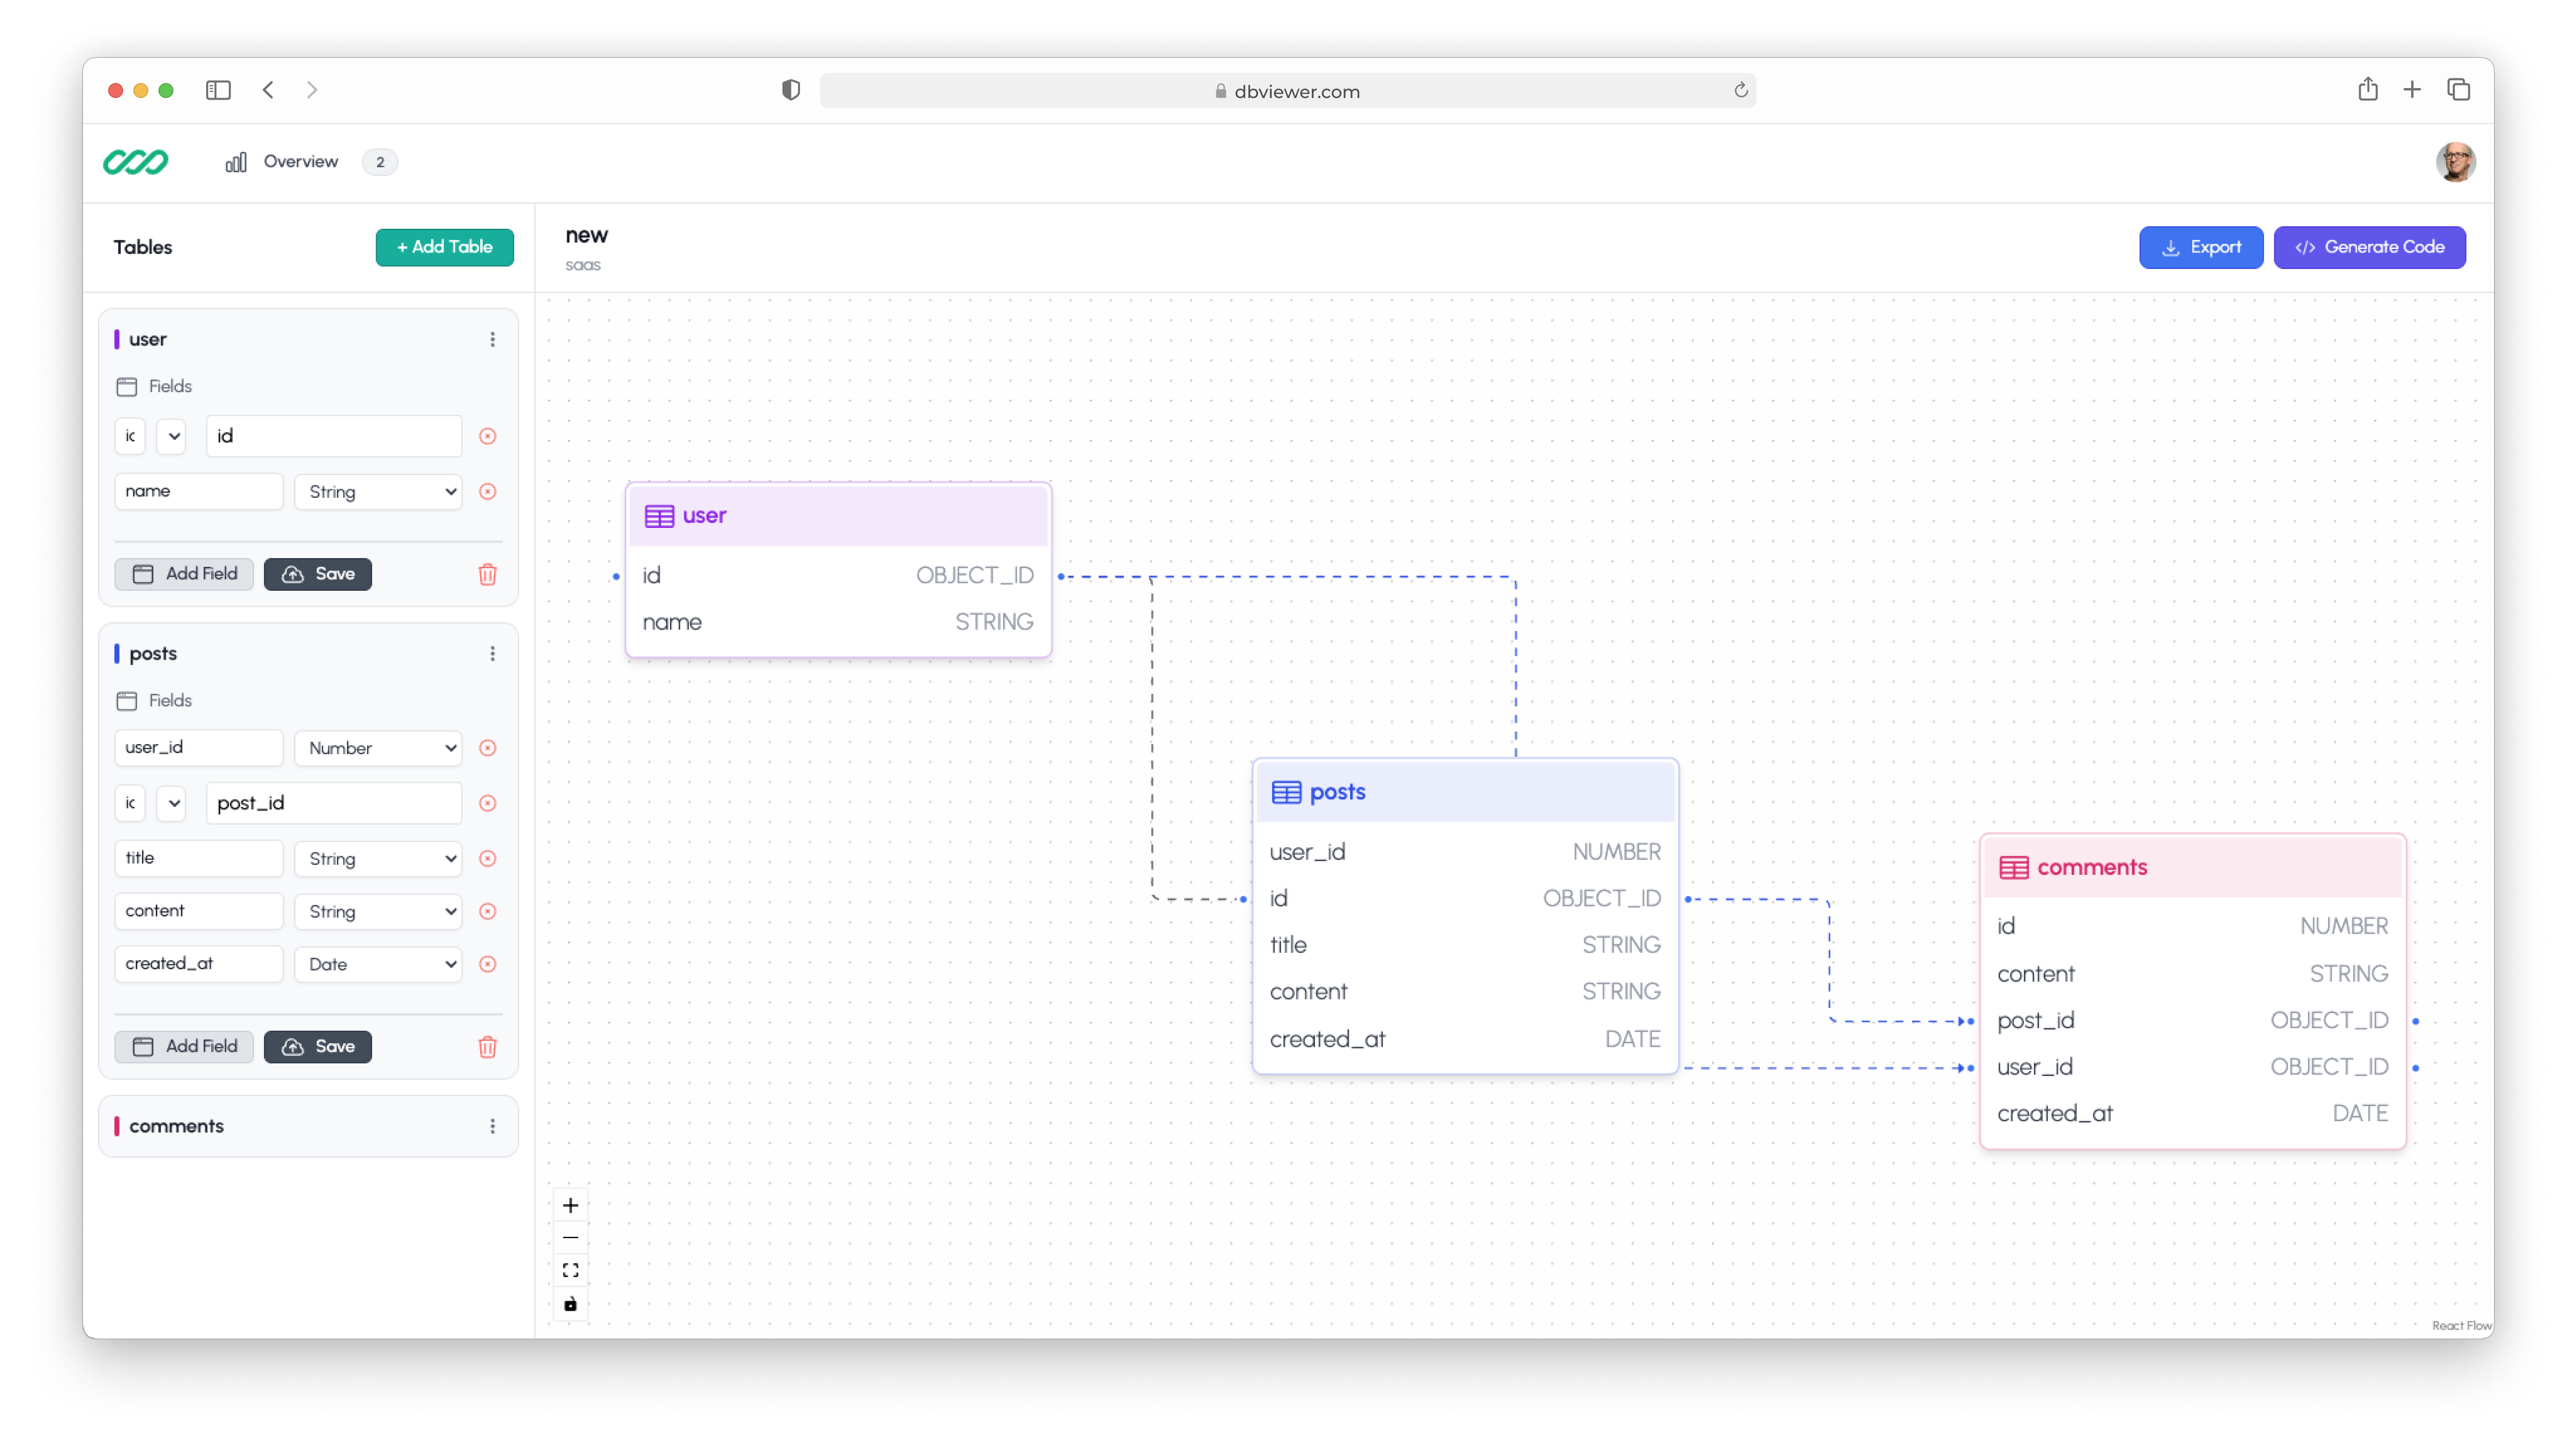 dbviewer.com
Overview 2
Tables
+ Add Table
new
saas
Export
Generate Code
user
Fields
id
name String
Add Field Save
posts
Fields
user_id Number
post_id
title String
content String
created_at Date
Add Field Save
comments
user
id OBJECT_ID
name STRING
posts
user_id NUMBER
id OBJECT_ID
title STRING
content STRING
created_at DATE
comments
id NUMBER
content STRING
post_id OBJECT_ID
user_id OBJECT_ID
created_at DATE
React Flow